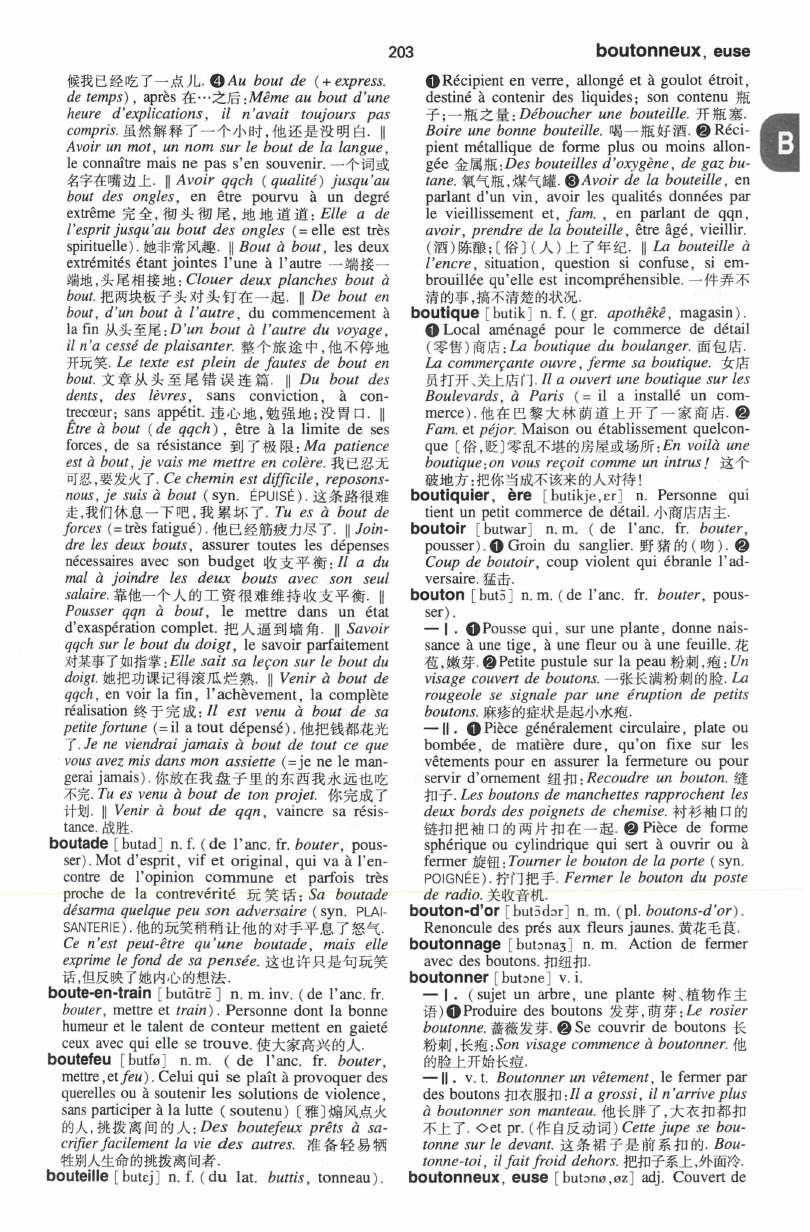 203
boutonneux, euse
候我已经吃了一点儿. ❹ Au bout de (+ express.
de temps), après 在…之后:Même au bout d'une
heure d'explications, il n'avait toujours pas
compris. 虽然解释了一个小时,他还是没明白. ‖
Avoir un mot, un nom sur le bout de la langue,
le connaître mais ne pas s'en souvenir. 一个词或
名字在嘴边上. ‖ Avoir qqch (qualité) jusqu'au
bout des ongles, en être pourvu à un degré
extrême 完全,彻头彻尾,地地道道: Elle a de
l'esprit jusqu'au bout des ongles (= elle est très
spirituelle). 她非常风趣. ‖ Bout à bout, les deux
extrémités étant jointes l'une à l'autre 一端接一
端地,头尾相接地: Clouer deux planches bout à
bout. 把两块板子头对头钉在一起. ‖ De bout en
bout, d'un bout à l'autre, du commencement à
la fin 从头至尾:D'un bout à l'autre du voyage,
il n'a cessé de plaisanter. 整个旅途中,他不停地
开玩笑. Le texte est plein de fautes de bout en
bout. 文章从头至尾错误连篇. ‖ Du bout des
dents, des lèvres, sans conviction, à con-
trecœur; sans appétit. 违心地,勉强地;没胃口. ‖
Être à bout (de qqch), être à la limite de ses
forces, de sa résistance 到了极限: Ma patience
est à bout, je vais me mettre en colère. 我已忍无
可忍,要发火了. Ce chemin est difficile, reposons-
nous, je suis à bout (syn. ÉPUISÉ). 这条路很难
走,我们休息一下吧,我累坏了. Tu es à bout de
forces (= très fatigué). 他已经筋疲力尽了. ‖ Join-
dre les deux bouts, assurer toutes les dépenses
nécessaires avec son budget 收支平衡: Il a du
mal à joindre les deux bouts avec son seul
salaire. 靠他一个人的工资很难维持收支平衡. ‖
Pousser qqn à bout, le mettre dans un état
d'exaspération complet. 把人逼到墙角. ‖ Savoir
qqch sur le bout du doigt, le savoir parfaitement
对某事了如指掌: Elle sait sa leçon sur le bout du
doigt. 她把功课记得滚瓜烂熟. ‖ Venir à bout de
qqch, en voir la fin, l'achèvement, la complète
réalisation 终于完成: Il est venu à bout de sa
petite fortune (= il a tout dépensé). 他把钱都花光
了. Je ne viendrai jamais à bout de tout ce que
vous avez mis dans mon assiette (= je ne le man-
gerai jamais). 你放在我盘子里的东西我永远也吃
不完. Tu es venu à bout de ton projet. 你完成了
计划. ‖ Venir à bout de qqn, vaincre sa résis-
tance. 战胜.
boutade [butad] n. f. (de l'anc. fr. bouter, pous-
ser). Mot d'esprit, vif et original, qui va à l'en-
contre de l'opinion commune et parfois très
proche de la contrevérité 玩笑话: Sa boutade
désarma quelque peu son adversaire (syn. PLAI-
SANTERIE). 他的玩笑稍稍让他的对手平息了怒气.
Ce n'est peut-être qu'une boutade, mais elle
exprime le fond de sa pensée. 这也许只是句玩笑
话,但反映了她内心的想法.
boute-en-train [butɑ̃trɛ̃] n. m. inv. (de l'anc. fr.
bouter, mettre et train). Personne dont la bonne
humeur et le talent de conteur mettent en gaieté
ceux avec qui elle se trouve. 使大家高兴的人.
boutefeu [butfø] n. m. ( de l'anc. fr. bouter,
mettre, et feu). Celui qui se plaît à provoquer des
querelles ou à soutenir les solutions de violence,
sans participer à la lutte ( soutenu) [雅]煽风点火
的人,挑拨离间的人: Des boutefeux prêts à sa-
crifier facilement la vie des autres. 准备轻易牺
牲别人生命的挑拨离间者.
bouteille [butɛj] n. f. (du lat. buttis, tonneau).
❶ Récipient en verre, allongé et à goulot étroit,
destiné à contenir des liquides; son contenu 瓶
子;一瓶之量: Déboucher une bouteille. 开瓶塞.
Boire une bonne bouteille. 喝一瓶好酒. ❷ Réci-
pient métallique de forme plus ou moins allon-
gée 金属瓶:Des bouteilles d'oxygène, de gaz bu-
tane. 氧气瓶,煤气罐. ❸ Avoir de la bouteille, en
parlant d'un vin, avoir les qualités données par
le vieillissement et, fam. , en parlant de qqn,
avoir, prendre de la bouteille, être âgé, vieillir.
(酒)陈酿;[俗](人)上了年纪. ‖ La bouteille à
l'encre, situation, question si confuse, si em-
brouillée qu'elle est incompréhensible. 一件弄不
清的事,搞不清楚的状况.
boutique [butik] n. f. (gr. apothêkê, magasin).
❶ Local aménagé pour le commerce de détail
(零售)商店: La boutique du boulanger. 面包店.
La commerçante ouvre, ferme sa boutique. 女店
员打开、关上店门. Il a ouvert une boutique sur les
Boulevards, à Paris (= il a installé un com-
merce). 他在巴黎大林荫道上开了一家商店. ❷
Fam. et péjor. Maison ou établissement quelcon-
que [俗,贬]零乱不堪的房屋或场所: En voilà une
boutique; on vous reçoit comme un intrus! 这个
破地方;把你当成不该来的人对待!
boutiquier, ère [butikje,ɛr] n. Personne qui
tient un petit commerce de détail. 小商店店主.
boutoir [butwar] n. m. ( de l'anc. fr. bouter,
pousser). ❶ Groin du sanglier. 野猪的(吻). ❷
Coup de boutoir, coup violent qui ébranle l'ad-
versaire. 猛击.
bouton [butɔ̃] n. m. (de l'anc. fr. bouter, pous-
ser).
— I. ❶ Pousse qui, sur une plante, donne nais-
sance à une tige, à une fleur ou à une feuille. 花
苞,嫩芽. ❷ Petite pustule sur la peau 粉刺,疱: Un
visage couvert de boutons. 一张长满粉刺的脸. La
rougeole se signale par une éruption de petits
boutons. 麻疹的症状是起小水疱.
— II. ❶ Pièce généralement circulaire, plate ou
bombée, de matière dure, qu'on fixe sur les
vêtements pour en assurer la fermeture ou pour
servir d'ornement 纽扣: Recoudre un bouton. 缝
扣子. Les boutons de manchettes rapprochent les
deux bords des poignets de chemise. 衬衫袖口的
链扣把袖口的两片扣在一起. ❷ Pièce de forme
sphérique ou cylindrique qui sert à ouvrir ou à
fermer 旋钮: Tourner le bouton de la porte (syn.
POIGNÉE). 拧门把手. Fermer le bouton du poste
de radio. 关收音机.
bouton-d'or [butɔ̃dɔr] n. m. (pl. boutons-d'or).
Renoncule des prés aux fleurs jaunes. 黄花毛茛.
boutonnage [butɔnaʒ] n. m. Action de fermer
avec des boutons. 扣纽扣.
boutonner [butɔne] v. i.
— I. (sujet un arbre, une plante 树、植物作主
语) ❶ Produire des boutons 发芽,萌芽: Le rosier
boutonne. 蔷薇发芽. ❷ Se couvrir de boutons 长
粉刺,长疱: Son visage commence à boutonner. 他
的脸上开始长痘.
— II. v. t. Boutonner un vêtement, le fermer par
des boutons 扣衣服扣: Il a grossi, il n'arrive plus
à boutonner son manteau. 他长胖了,大衣扣都扣
不上了. ◇ et pr. (作自反动词) Cette jupe se bou-
tonne sur le devant. 这条裙子是前系扣的. Bou-
tonne-toi, il fait froid dehors. 把扣子系上,外面冷.
boutonneux, euse [butɔnø,øz] adj. Couvert de
B